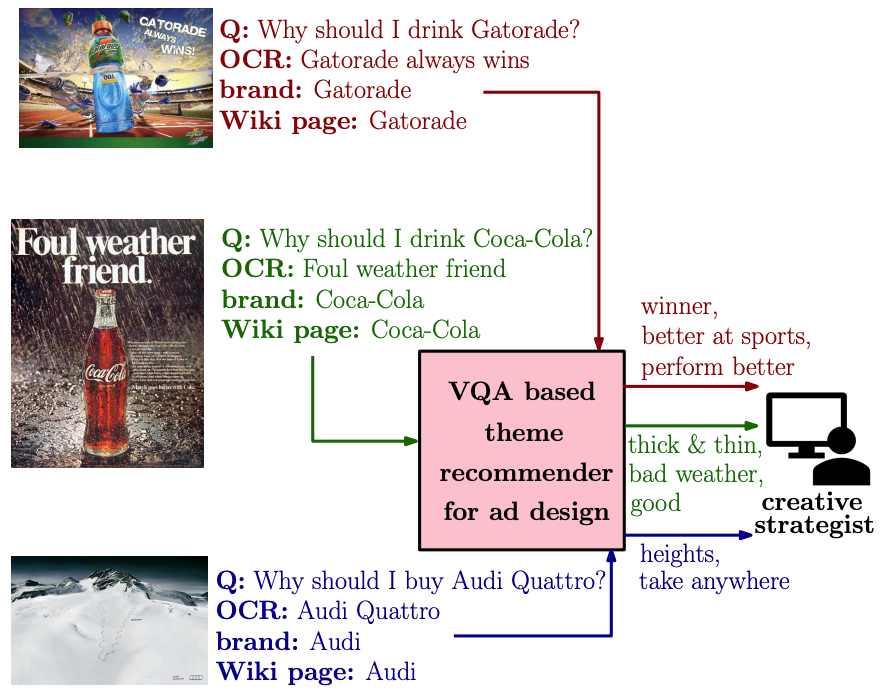 GATORADE
ALWAYS
WINS!
Q: Why should I drink Gatorade?
OCR: Gatorade always wins
brand: Gatorade
Wiki page: Gatorade
Foul weather
friend.
Coca-Cola
Q: Why should I drink Coca-Cola?
OCR: Foul weather friend
brand: Coca-Cola
Wiki page: Coca-Cola
VQA based
theme
recommender
for ad design
winner,
better at sports,
perform better
thick & thin,
bad weather,
good
heights,
take anywhere
creative
strategist
Q: Why should I buy Audi Quattro?
OCR: Audi Quattro
brand: Audi
Wiki page: Audi